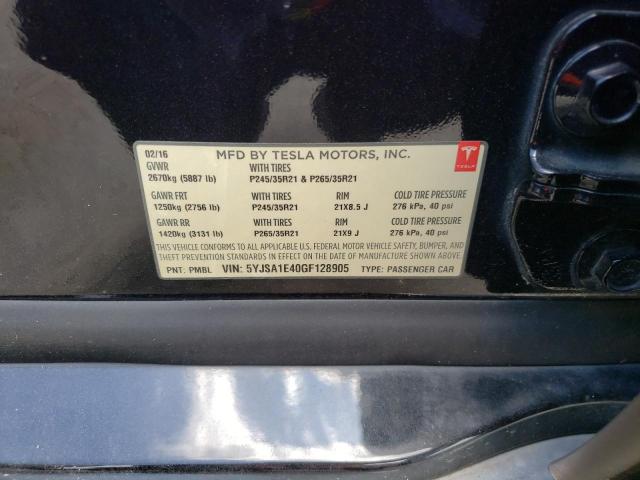 02/16 MFD BY TESLA MOTORS, INC.
GVWR WITH TIRES
2670kg (5887 lb) P245/35R21 & P265/35R21
GAWR FRT WITH TIRES RIM COLD TIRE PRESSURE
1250kg (2756 lb) P245/35R21 21X8.5 J 276 kPa, 40 psi
GAWR RR WITH TIRES RIM COLD TIRE PRESSURE
1420kg (3131 lb) P265/35R21 21X9 J 276 kPa, 40 psi
THIS VEHICLE CONFORMS TO ALL APPLICABLE U.S. FEDERAL MOTOR VEHICLE SAFETY, BUMPER, AND
THEFT PREVENTION STANDARDS IN EFFECT ON THE DATE OF MANUFACTURE SHOWN ABOVE.
PNT: PMBL VIN: 5YJSA1E40GF128905 TYPE: PASSENGER CAR
TESLA